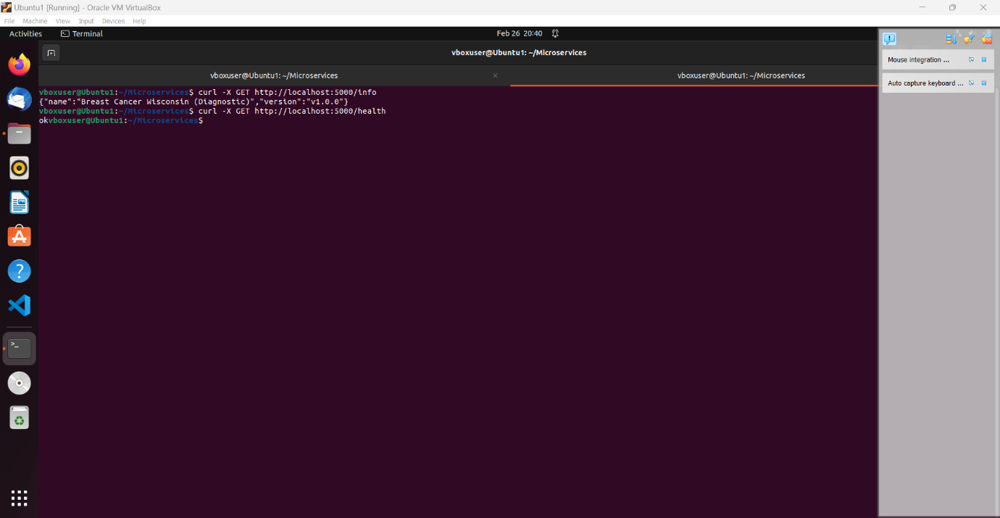 Ubuntu1 [Running] - Oracle VM VirtualBox
File Machine View Input Devices Help
Activities Terminal Feb 26 20:40
vboxuser@Ubuntu1: ~/Microservices
vboxuser@Ubuntu1: ~/Microservices × vboxuser@Ubuntu1: ~/Microservices
vboxuser@Ubuntu1:~/Microservices$ curl -X GET http://localhost:5000/info
{"name":"Breast Cancer Wisconsin (Diagnostic)","version":"v1.0.0"}
vboxuser@Ubuntu1:~/Microservices$ curl -X GET http://localhost:5000/health
okvboxuser@Ubuntu1:~/Microservices$
Mouse integration ...
Auto capture keyboard ...